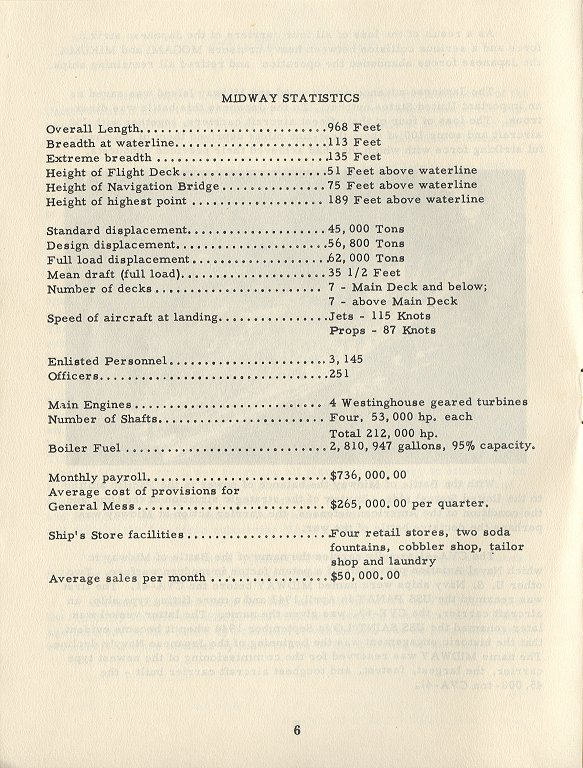 MIDWAY STATISTICS
Overall Length..........................968 Feet
Breadth at waterline.....................113 Feet
Extreme breadth ........................135 Feet
Height of Flight Deck.....................51 Feet above waterline
Height of Navigation Bridge...............75 Feet above waterline
Height of highest point ................... 189 Feet above waterline
Standard displacement....................45,000 Tons
Design displacement.....................56,800 Tons
Full load displacement...................62,000 Tons
Mean draft (full load).....................35 1/2 Feet
Number of decks........................ 7 - Main Deck and below;
7 - above Main Deck
Speed of aircraft at landing................Jets - 115 Knots
Props - 87 Knots
Enlisted Personnel.......................3,145
Officers.................................251
Main Engines........................... 4 Westinghouse geared turbines
Number of Shafts........................ Four, 53,000 hp. each
Total 212,000 hp.
Boiler Fuel .............................2,810,947 gallons, 95% capacity.
Monthly payroll..........................$736,000.00
Average cost of provisions for
General Mess...........................$265,000.00 per quarter.
Ship's Store facilities ....................Four retail stores, two soda
fountains, cobbler shop, tailor
shop and laundry
Average sales per month .................$50,000.00
6